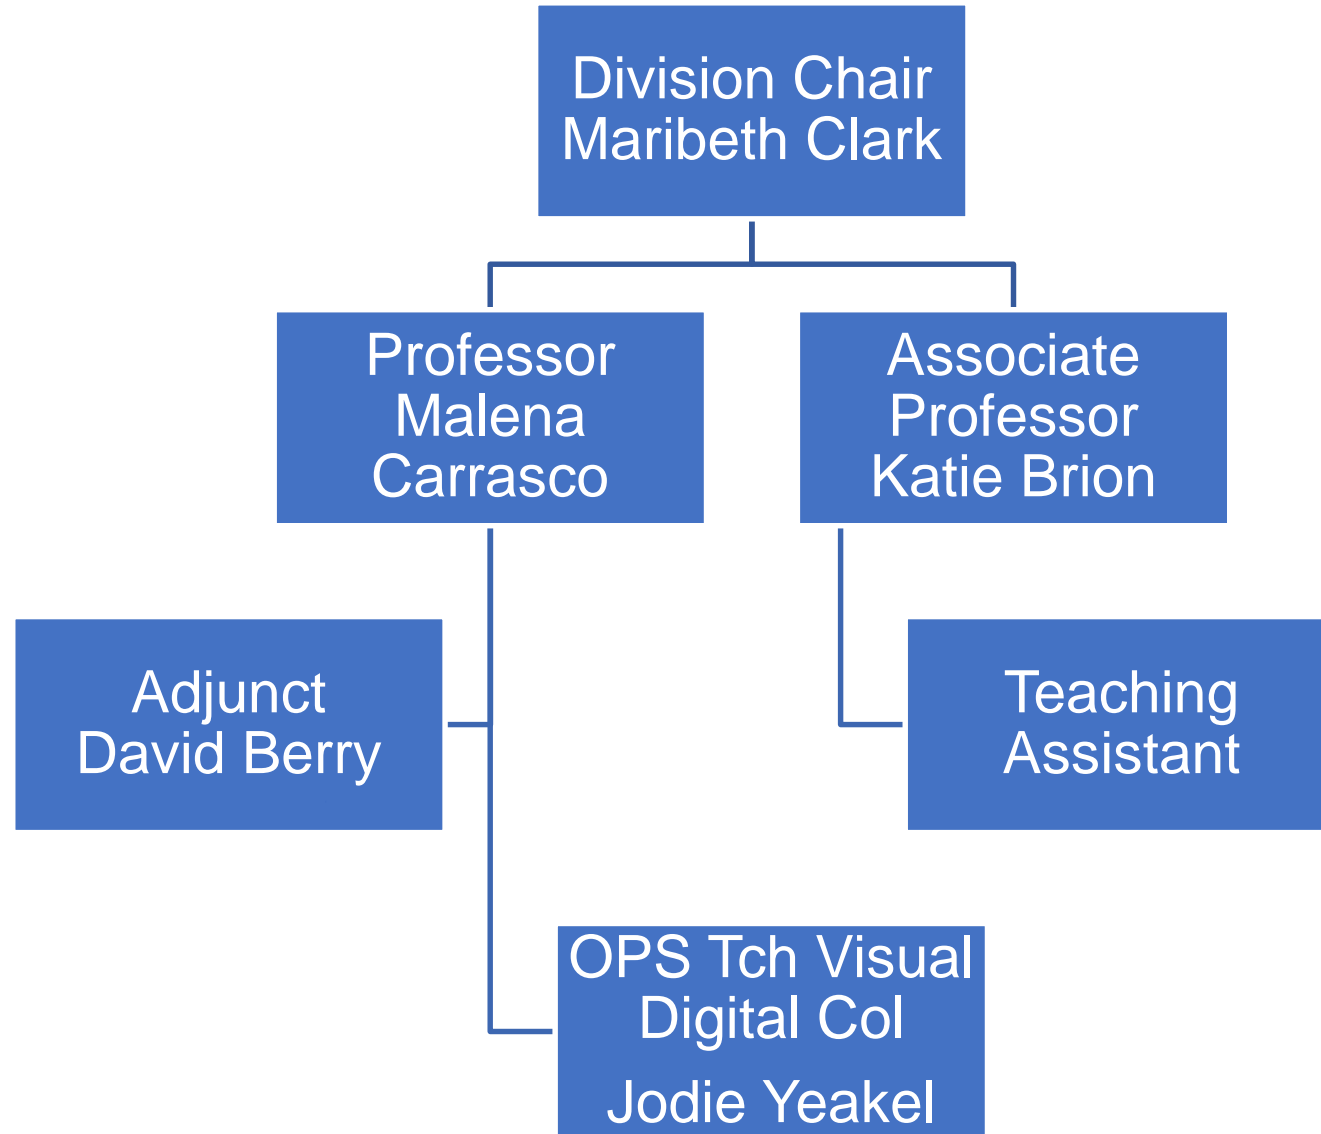 Division Chair
Maribeth Clark
Professor
Malena
Carrasco
Associate
Professor
Katie Brion
Adjunct
David Berry
Teaching
Assistant
OPS Tch Visual
Digital Col
Jodie Yeakel